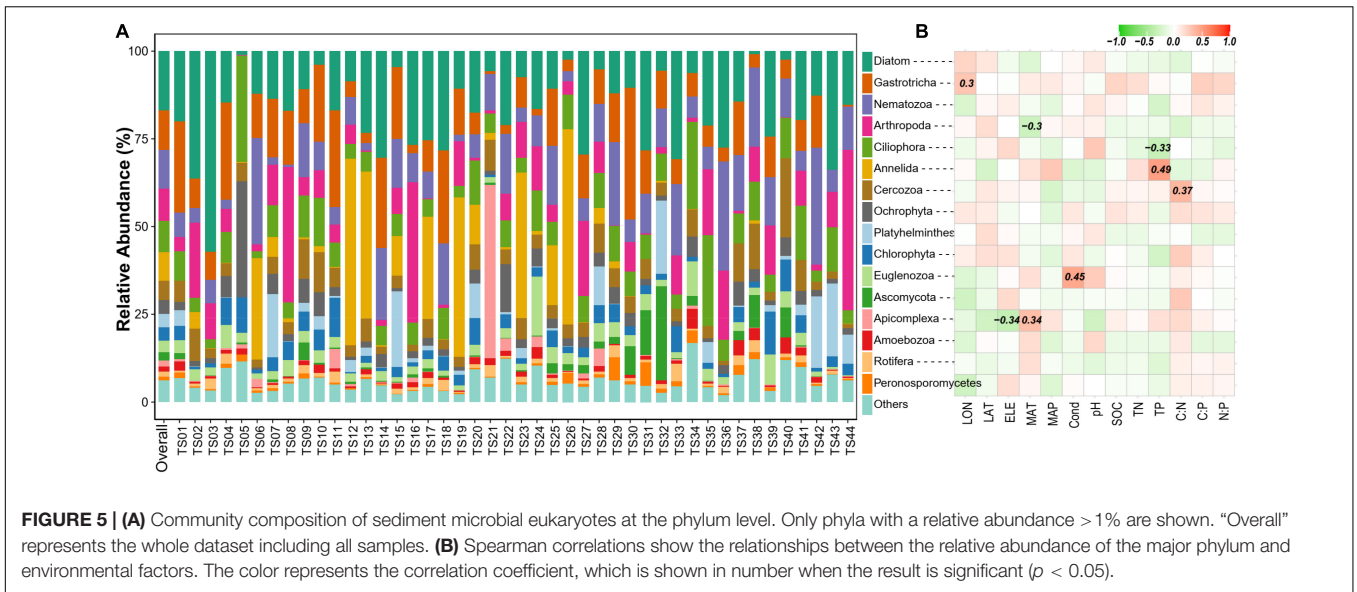 A
B
-1.0 -0.5 0.0 0.5 1.0
Relative Abundance (%)
100
75
50
25
0
Diatom
Gastrotricha
Nematozoa
Arthropoda
Ciliophora
Annelida
Cercozoa
Ochrophyta
Platyhelminthes
Chlorophyta
Euglenozoa
Ascomycota
Apicomplexa
Amoebozoa
Rotifera
Peronosporomycetes
Others
0.3
-0.3
-0.33
0.49
0.37
0.45
-0.34 0.34
Overall TS01 TS02 TS03 TS04 TS05 TS06 TS07 TS08 TS09 TS10 TS11 TS12 TS13 TS14 TS15 TS16 TS17 TS18 TS19 TS20 TS21 TS22 TS23 TS24 TS25 TS26 TS27 TS28 TS29 TS30 TS31 TS32 TS33 TS34 TS35 TS36 TS37 TS38 TS39 TS40 TS41 TS42 TS43 TS44
LON LAT ELE MAT MAP Cond pH SOC TN TP C:N C:P N:P
FIGURE 5 | (A) Community composition of sediment microbial eukaryotes at the phylum level. Only phyla with a relative abundance >1% are shown. “Overall”
represents the whole dataset including all samples. (B) Spearman correlations show the relationships between the relative abundance of the major phylum and
environmental factors. The color represents the correlation coefficient, which is shown in number when the result is significant (p < 0.05).